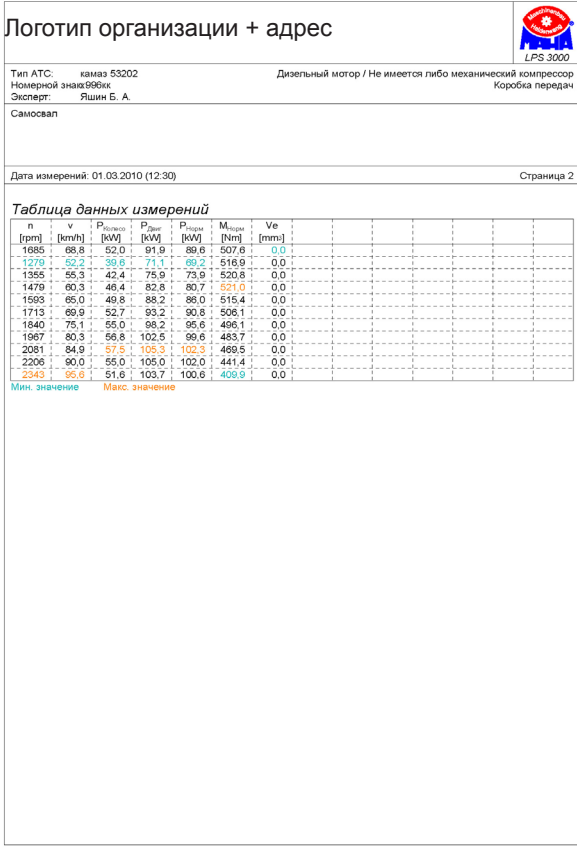 Логотип организации + адрес
Maschinenbau
Haldenwang
MAHA
LPS 3000
Тип АТС: камаз 53202
Дизельный мотор / Не имеется либо механический компрессор
Номерной знак: х996кк
Коробка передач
Эксперт: Яшин Б. А.
Самосвал
Дата измерений: 01.03.2010 (12:30)
Страница 2
Таблица данных измерений
n v PКолесо PДвиг PНорм MНорм Ve
[rpm] [km/h] [kW] [kW] [kW] [Nm] [mm³]
1685 68,8 52,0 91,9 89,6 507,6 0,0
1279 52,2 39,6 71,1 69,2 516,9 0,0
1355 55,3 42,4 75,9 73,9 520,8 0,0
1479 60,3 46,4 82,8 80,7 521,0 0,0
1593 65,0 49,8 88,2 86,0 515,4 0,0
1713 69,9 52,7 93,2 90,8 506,1 0,0
1840 75,1 55,0 98,2 95,6 496,1 0,0
1967 80,3 56,8 102,5 99,6 483,7 0,0
2081 84,9 57,5 105,3 102,3 469,5 0,0
2206 90,0 55,0 105,0 102,0 441,4 0,0
2343 95,6 51,6 103,7 100,6 409,9 0,0
Мин. значение Макс. значение